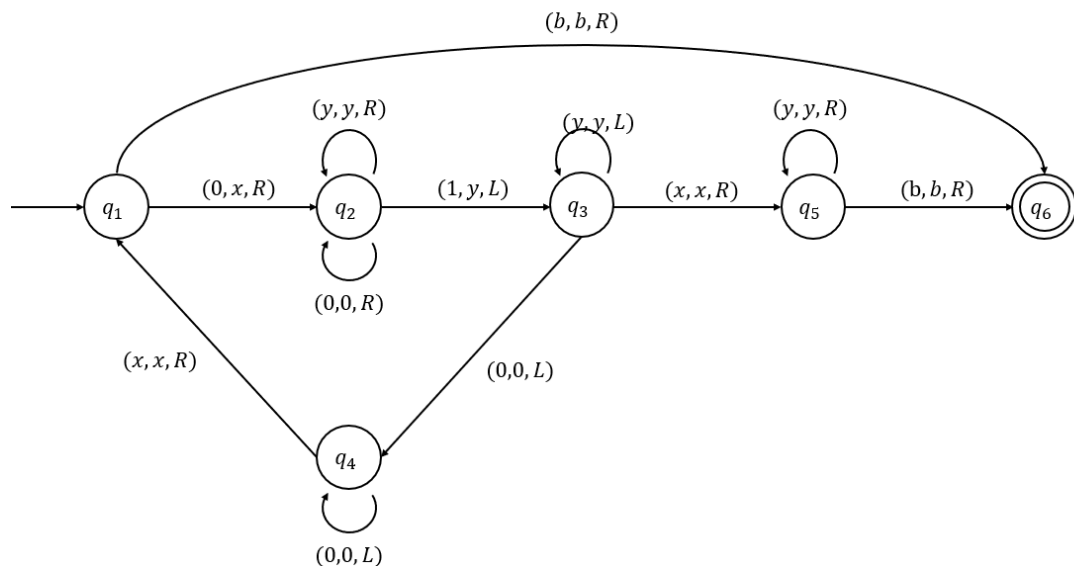 (b, b, R)
(y, y, R)
(y, y, L)
(y, y, R)
q₁
(0, x, R)
q₂
(1, y, L)
q₃
(x, x, R)
q₅
(b, b, R)
q₆
(0,0, R)
(x, x, R)
(0,0, L)
q₄
(0,0, L)